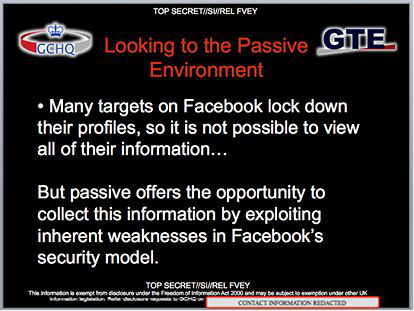 TOP SECRET//SI//REL FVEY
GCHQ
GTE
Looking to the Passive
Environment
• Many targets on Facebook lock down
their profiles, so it is not possible to view
all of their information…
But passive offers the opportunity to
collect this information by exploiting
inherent weaknesses in Facebook's
security model.
TOP SECRET//SI//REL FVEY
This information is exempt from disclosure under the Freedom of Information Act 2000 and may be subject to exemption under other UK
information legislation. Refer disclosure requests to GCHQ on
CONTACT INFORMATION REDACTED